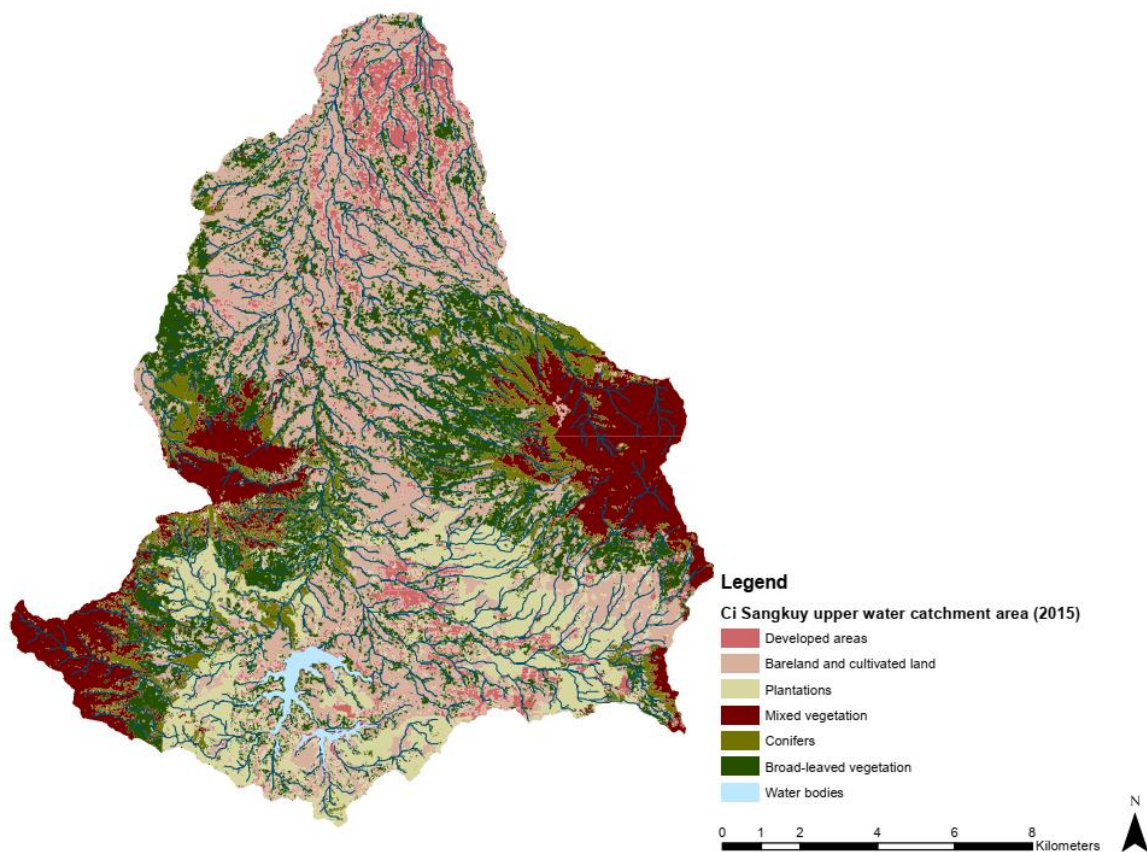 Legend
Ci Sangkuy upper water catchment area (2015)
Developed areas
Bareland and cultivated land
Plantations
Mixed vegetation
Conifers
Broad-leaved vegetation
Water bodies
N
0 1 2 4 6 8
Kilometers